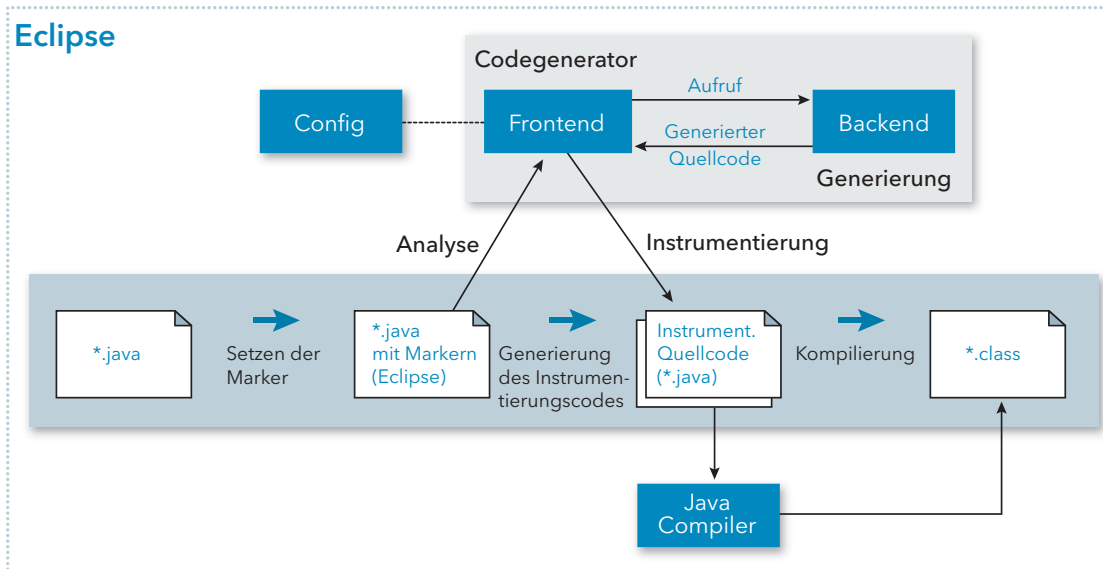 Eclipse
Codegenerator
Config
Frontend
Aufruf
Generierter
Quellcode
Backend
Generierung
Analyse
Instrumentierung
*.java
Setzen der
Marker
*.java
mit Markern
(Eclipse)
Generierung
des Instrumen-
tierungscodes
Instrument.
Quellcode
(*.java)
Kompilierung
*.class
Java
Compiler